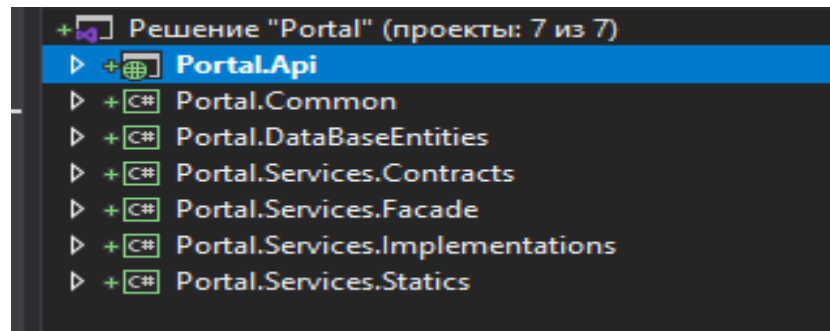 Решение "Portal" (проекты: 7 из 7)
Portal.Api
C# Portal.Common
C# Portal.DataBaseEntities
C# Portal.Services.Contracts
C# Portal.Services.Facade
C# Portal.Services.Implementations
C# Portal.Services.Statics